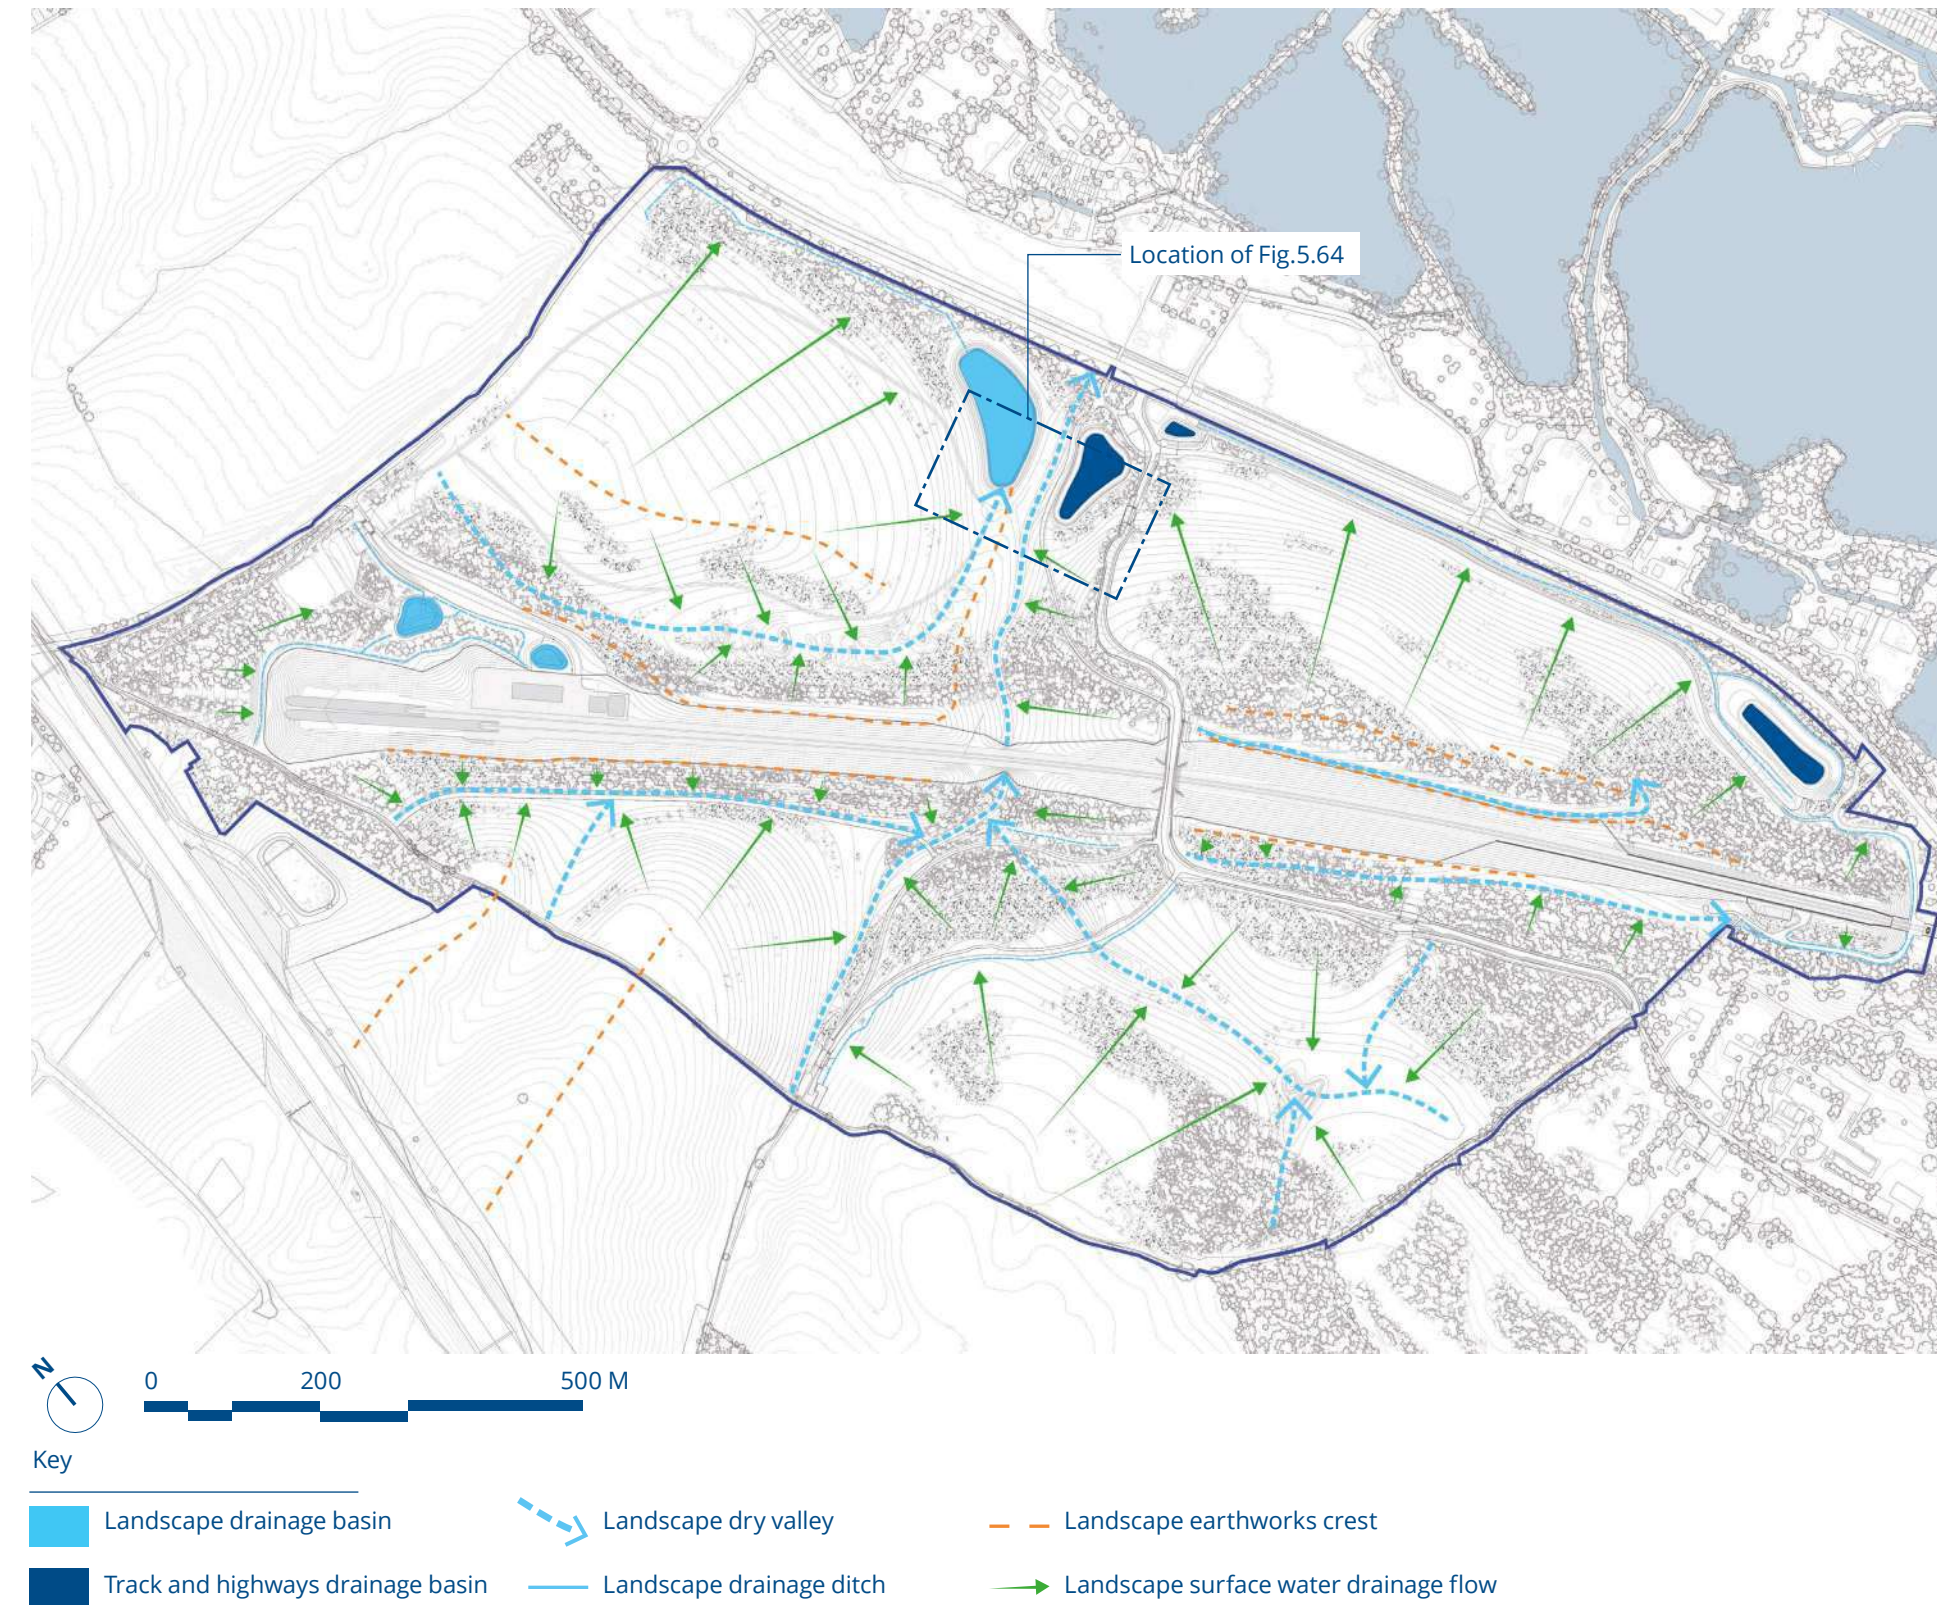 Location of Fig.5.64
N
0 200 500 M
Key
Landscape drainage basin
Landscape dry valley
Landscape earthworks crest
Track and highways drainage basin
Landscape drainage ditch
Landscape surface water drainage flow